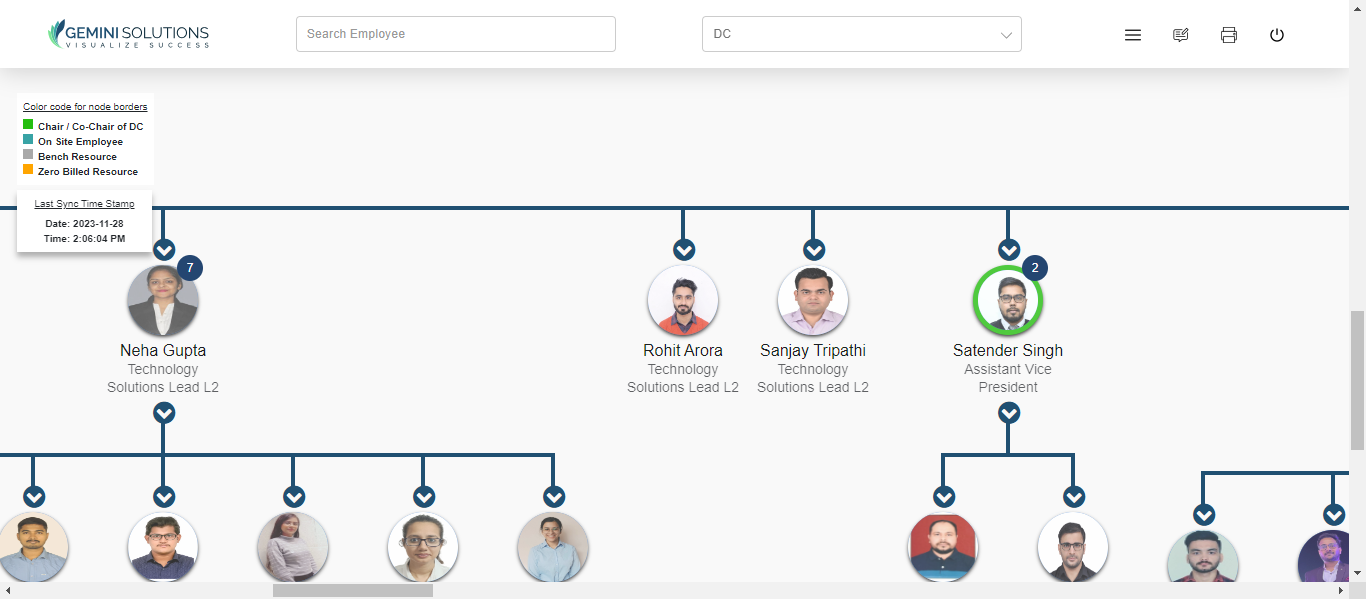 GEMINI SOLUTIONS
VISUALIZE SUCCESS
Search Employee
DC
Color code for node borders
Chair / Co-Chair of DC
On Site Employee
Bench Resource
Zero Billed Resource
Last Sync Time Stamp
Date: 2023-11-28
Time: 2:06:04 PM
7
2
Neha Gupta
Technology
Solutions Lead L2
Rohit Arora
Technology
Solutions Lead L2
Sanjay Tripathi
Technology
Solutions Lead L2
Satender Singh
Assistant Vice
President